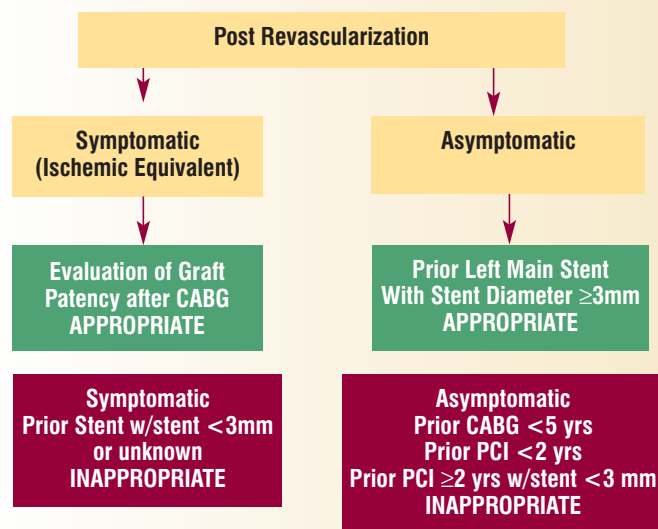 Post Revascularization
Symptomatic
(Ischemic Equivalent)
Asymptomatic
Evaluation of Graft
Patency after CABG
APPROPRIATE
Prior Left Main Stent
With Stent Diameter ≥3mm
APPROPRIATE
Symptomatic
Prior Stent w/stent <3mm
or unknown
INAPPROPRIATE
Asymptomatic
Prior CABG <5 yrs
Prior PCI <2 yrs
Prior PCI ≥2 yrs w/stent <3 mm
INAPPROPRIATE